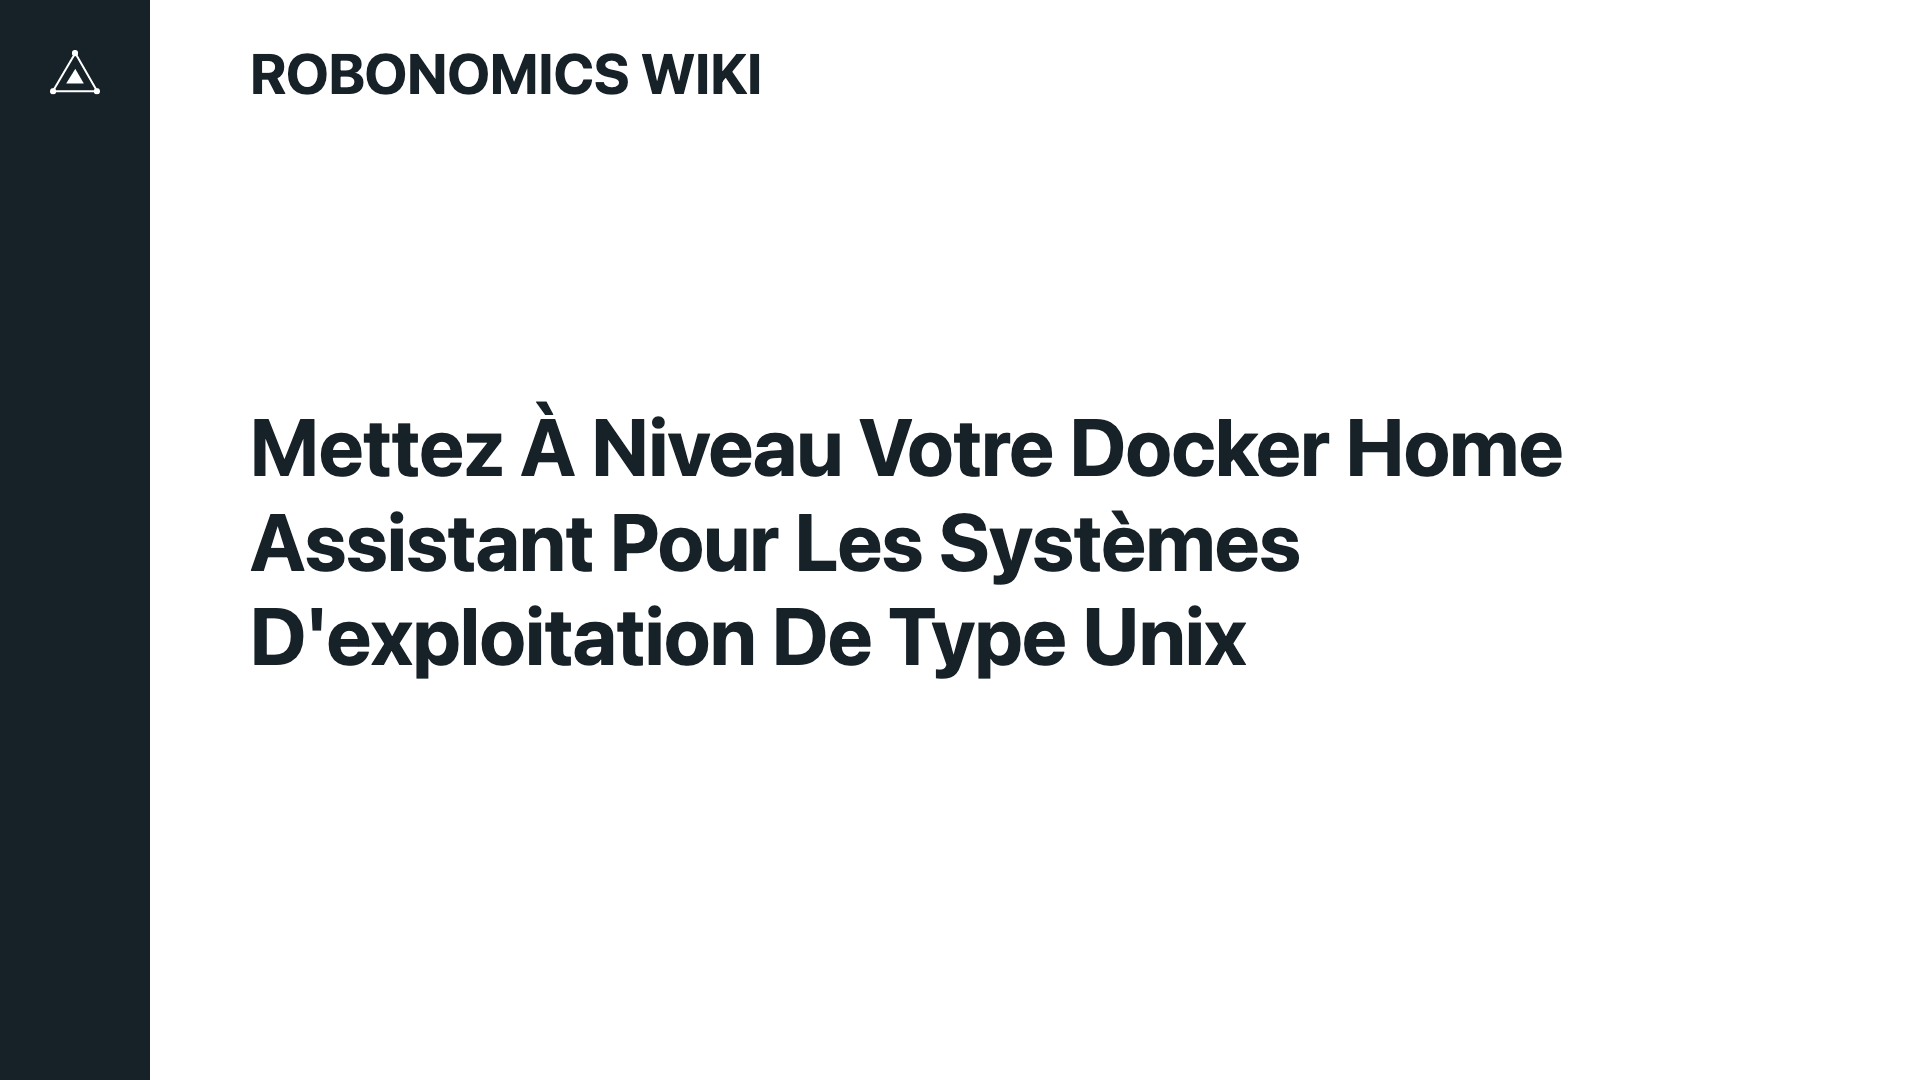 ROBONOMICS WIKI
Mettez À Niveau Votre Docker Home
Assistant Pour Les Systèmes
D'exploitation De Type Unix